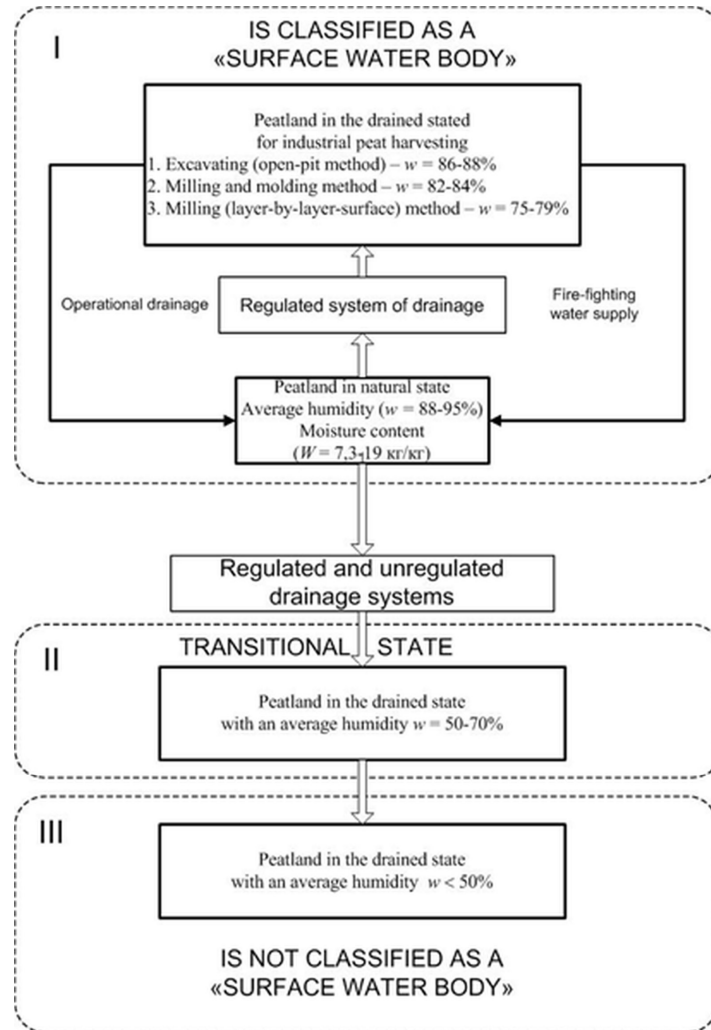 I
IS CLASSIFIED AS A
«SURFACE WATER BODY»
Peatland in the drained stated
for industrial peat harvesting
1. Excavating (open-pit method) – w = 86-88%
2. Milling and molding method – w = 82-84%
3. Milling (layer-by-layer-surface) method – w = 75-79%
Operational drainage
Regulated system of drainage
Fire-fighting
water supply
Peatland in natural state
Average humidity (w = 88-95%)
Moisture content
(W = 7,3-19 кг/кг)
Regulated and unregulated
drainage systems
II
TRANSITIONAL STATE
Peatland in the drained state
with an average humidity w = 50-70%
III
Peatland in the drained state
with an average humidity w < 50%
IS NOT CLASSIFIED AS A
«SURFACE WATER BODY»